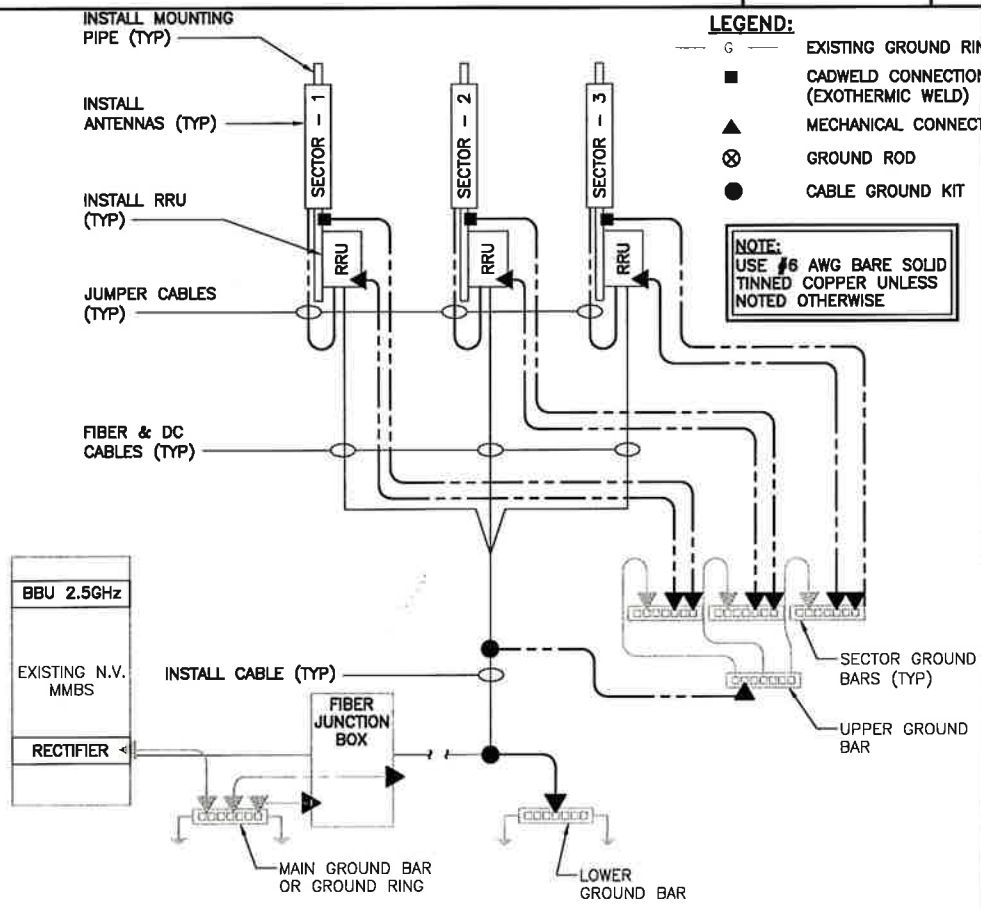 INSTALL MOUNTING
PIPE (TYP)
INSTALL
ANTENNAS (TYP)
INSTALL RRU
(TYP)
JUMPER CABLES
(TYP)
FIBER & DC
CABLES (TYP)
SECTOR - 1
SECTOR - 2
SECTOR - 3
RRU
RRU
RRU
LEGEND:
G EXISTING GROUND RIN
CADWELD CONNECTION
(EXOTHERMIC WELD)
MECHANICAL CONNECT
GROUND ROD
CABLE GROUND KIT
NOTE:
USE #6 AWG BARE SOLID
TINNED COPPER UNLESS
NOTED OTHERWISE
BBU 2.5GHz
EXISTING N.V.
MMBS
RECTIFIER
INSTALL CABLE (TYP)
FIBER
JUNCTION
BOX
SECTOR GROUND
BARS (TYP)
UPPER GROUND
BAR
MAIN GROUND BAR
OR GROUND RING
LOWER
GROUND BAR